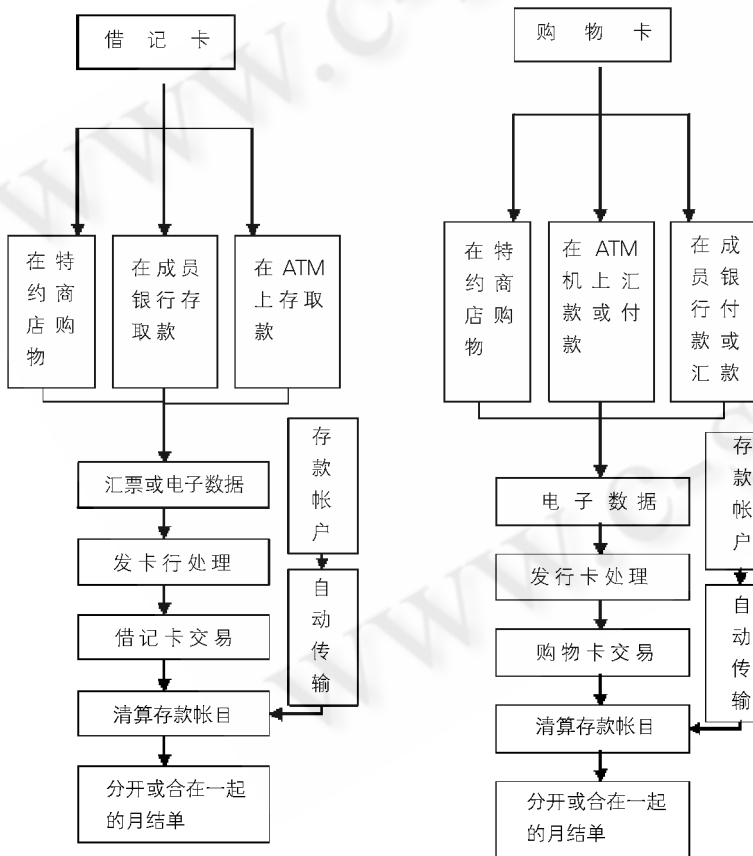 借 记 卡
在 特
约 商
店 购
物
在 成 员
银 行 存
取 款
在 ATM
上 存 取
款
存
款
帐
户
汇票或电子数据
发 卡 行 处 理
自
动
传
输
借 记 卡 交 易
清算存款帐目
分开或合在一起
的月结单
购 物 卡
在 特
约 商
店 购
物
在 ATM
机 上 汇
款 或 付
款
在 成
员 银
行 付
款 或
汇 款
存
款
帐
户
电 子 数 据
发 行 卡 处 理
自
动
传
输
购 物 卡 交 易
清算存款帐目
分开或合在一起
的月结单
www.c-
www.c-s